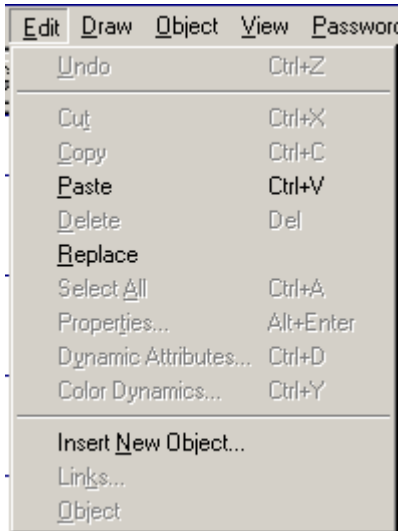 Edit Draw Object View Password
Undo Ctrl+Z
Cut Ctrl+X
Copy Ctrl+C
Paste Ctrl+V
Delete Del
Replace
Select All Ctrl+A
Properties... Alt+Enter
Dynamic Attributes... Ctrl+D
Color Dynamics... Ctrl+Y
Insert New Object...
Links...
Object